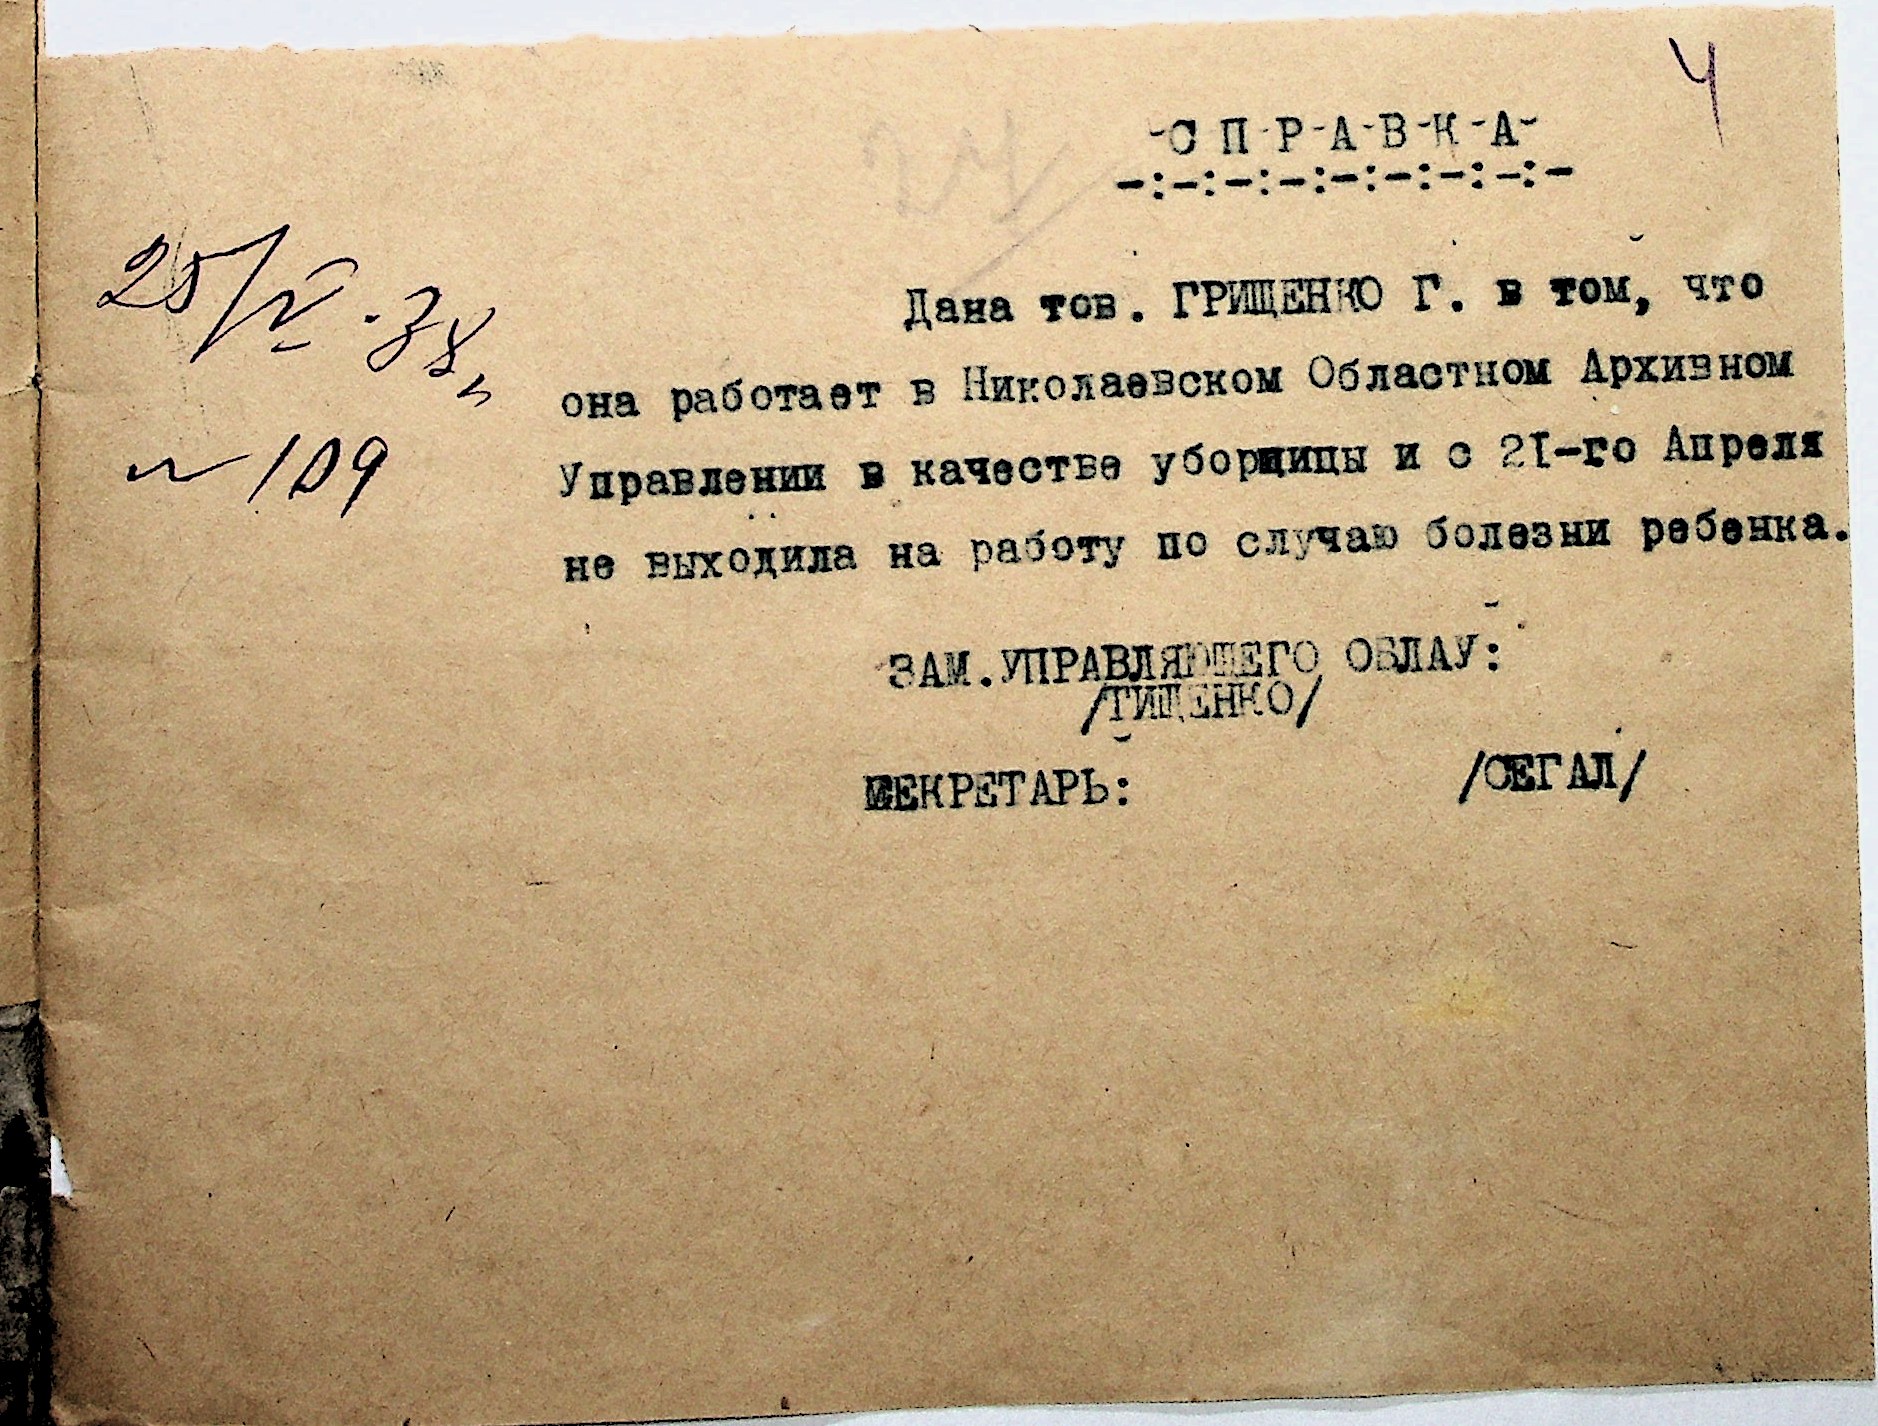 4
-С П-Р-А-В-К-А-
-:-:-:-:-:-:-:-:-
25/IV-38 г.
№ 109
Дана тов. ГРИЩЕНКО Г. в том, что
она работает в Николаевском Областном Архивном
Управлении в качестве уборщицы и с 2I-го Апреля
не выходила на работу по случаю болезни ребенка.
ЗАМ.УПРАВЛЯЮЩЕГО ОБЛАУ:
/ТИЩЕНКО/
СЕКРЕТАРЬ: /СЕГАЛ/